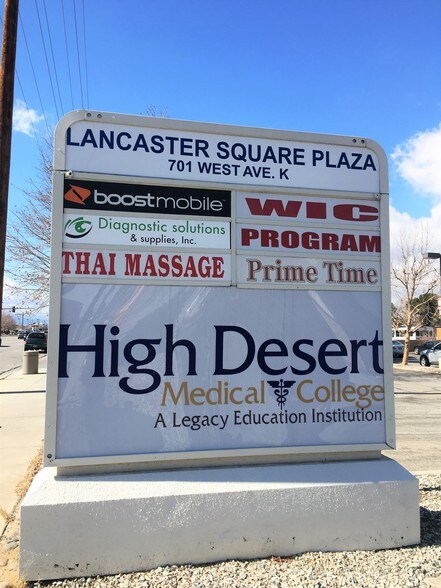 LANCASTER SQUARE PLAZA
701 WEST AVE. K
boostmobile
WIC
Diagnostic solutions
& supplies, Inc.
PROGRAM
THAI MASSAGE
Prime Time
High Desert
Medical College
A Legacy Education Institution